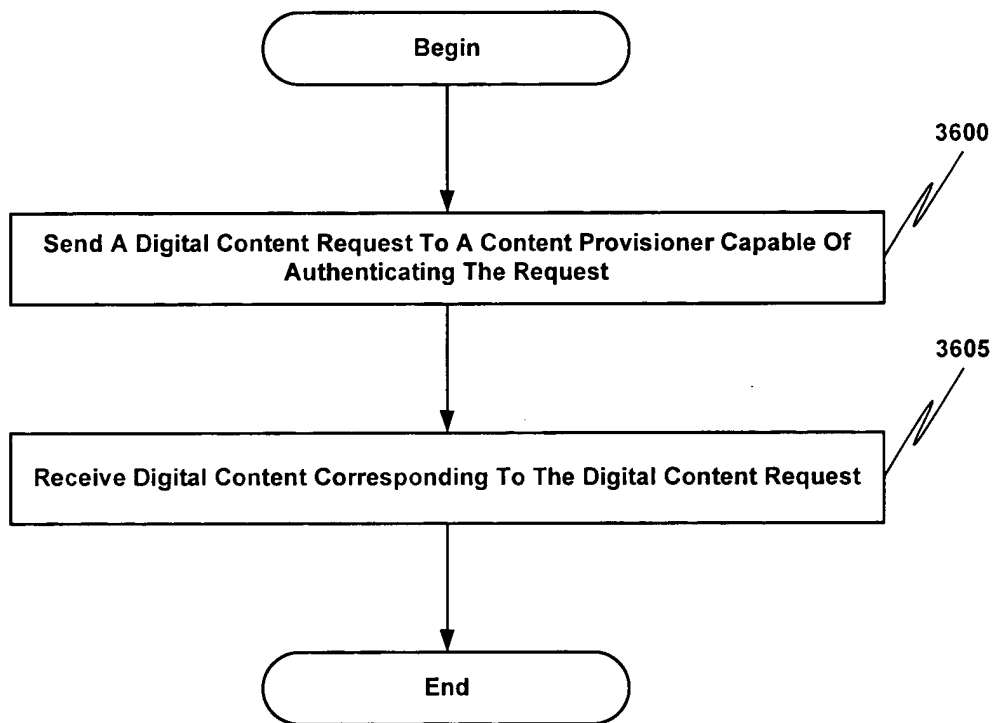 Begin
3600
Send A Digital Content Request To A Content Provisioner Capable Of
Authenticating The Request
3605
Receive Digital Content Corresponding To The Digital Content Request
End